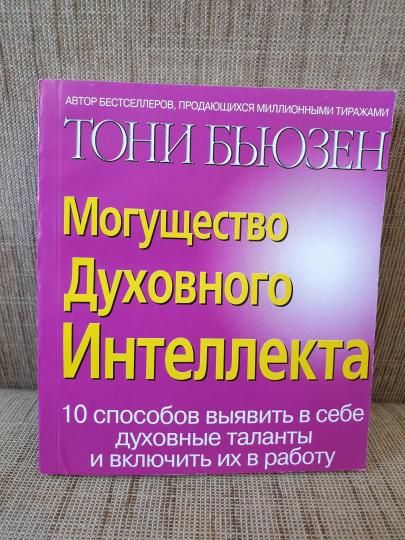 АВТОР БЕСТСЕЛЛЕРОВ, ПРОДАЮЩИХСЯ МИЛЛИОННЫМИ ТИРАЖАМИ
ТОНИ БЬЮЗЕН
Могущество
Духовного
Интеллекта
10 способов выявить в себе
духовные таланты
и включить их в работу